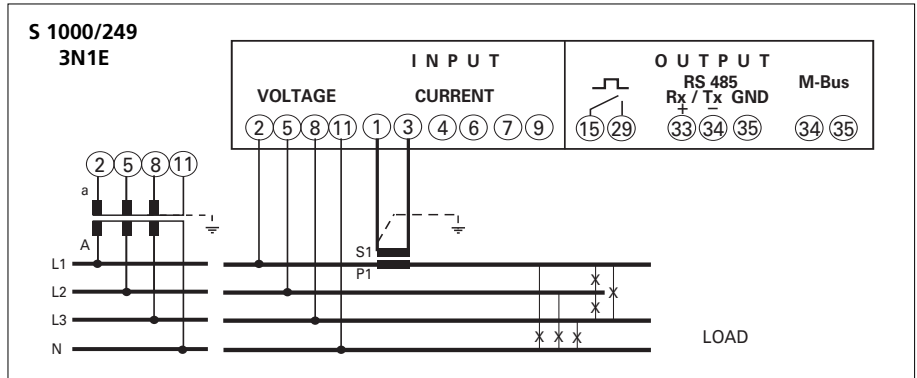 S 1000/249
3N1E
I N P U T
VOLTAGE CURRENT
2 5 8 11 1 3 4 6 7 9
O U T P U T
RS 485
Rx / Tx GND
+ −
M-Bus
15 29 33 34 35 34 35
2 5 8 11
a
A
S1
P1
L1
L2
L3
N
X
X
X
X X X
LOAD